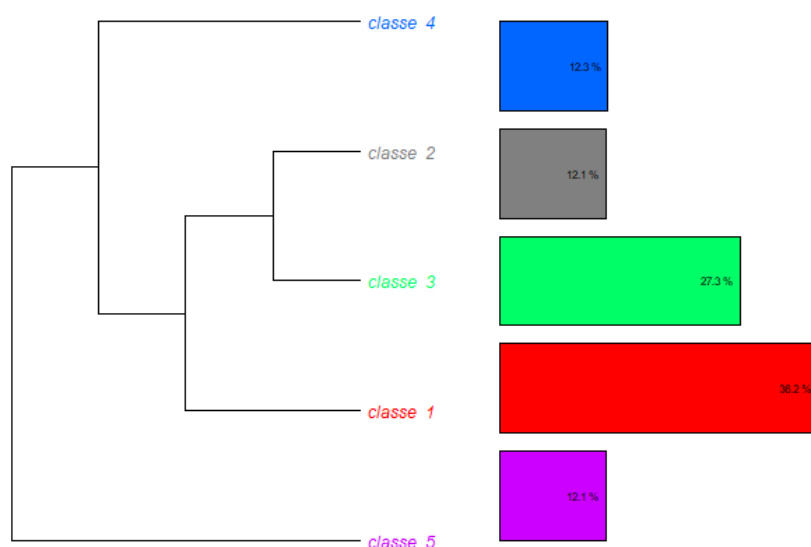 classe 4
12.3 %
classe 2
12.1 %
classe 3
27.3 %
classe 1
36.2 %
classe 5
12.1 %